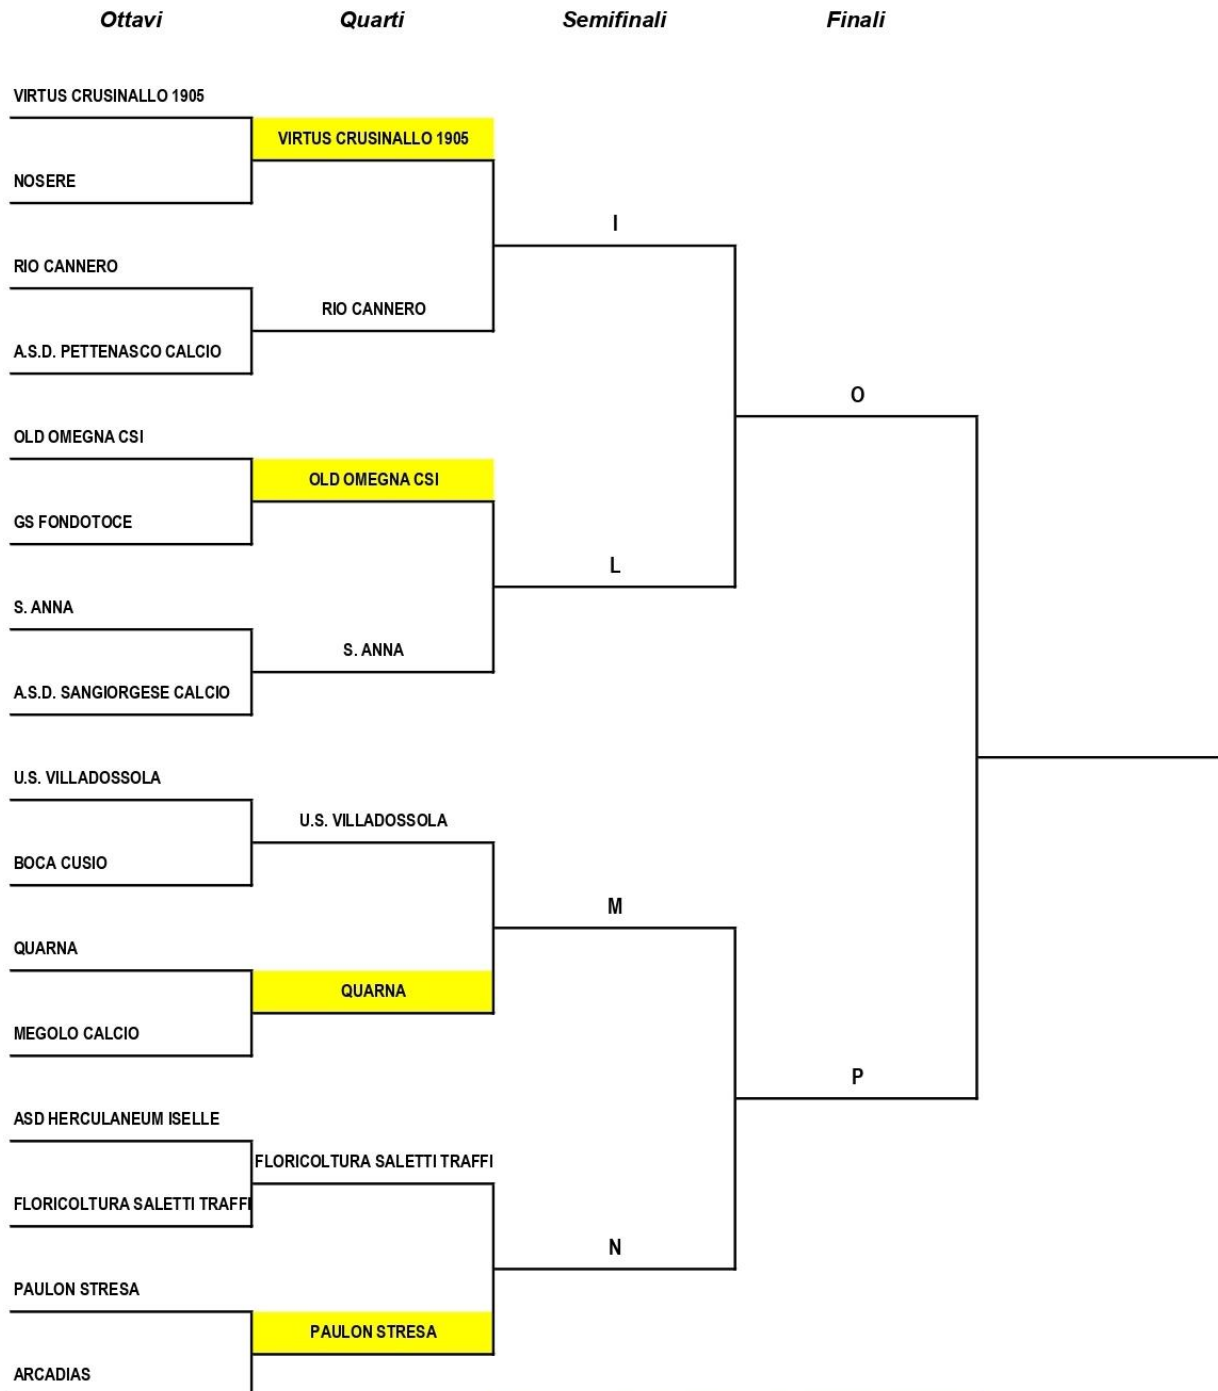 Ottavi Quarti Semifinali Finali
VIRTUS CRUSINALLO 1905
VIRTUS CRUSINALLO 1905
NOSERE
I
RIO CANNERO
RIO CANNERO
A.S.D. PETTENASCO CALCIO
O
OLD OMEGNA CSI
OLD OMEGNA CSI
GS FONDOTOCE
L
S. ANNA
S. ANNA
A.S.D. SANGIORGESE CALCIO
U.S. VILLADOSSOLA
U.S. VILLADOSSOLA
BOCA CUSIO
M
QUARNA
QUARNA
MEGOLO CALCIO
P
ASD HERCULANEUM ISELLE
FLORICOLTURA SALETTI TRAFFI
FLORICOLTURA SALETTI TRAFFI
N
PAULON STRESA
PAULON STRESA
ARCADIAS